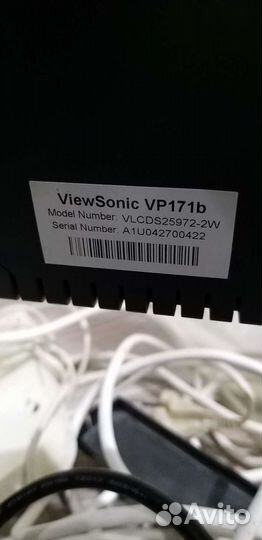 ViewSonic VP171b
Model Number: VLCDS25972-2W
Serial Number: A1U042700422
Avito